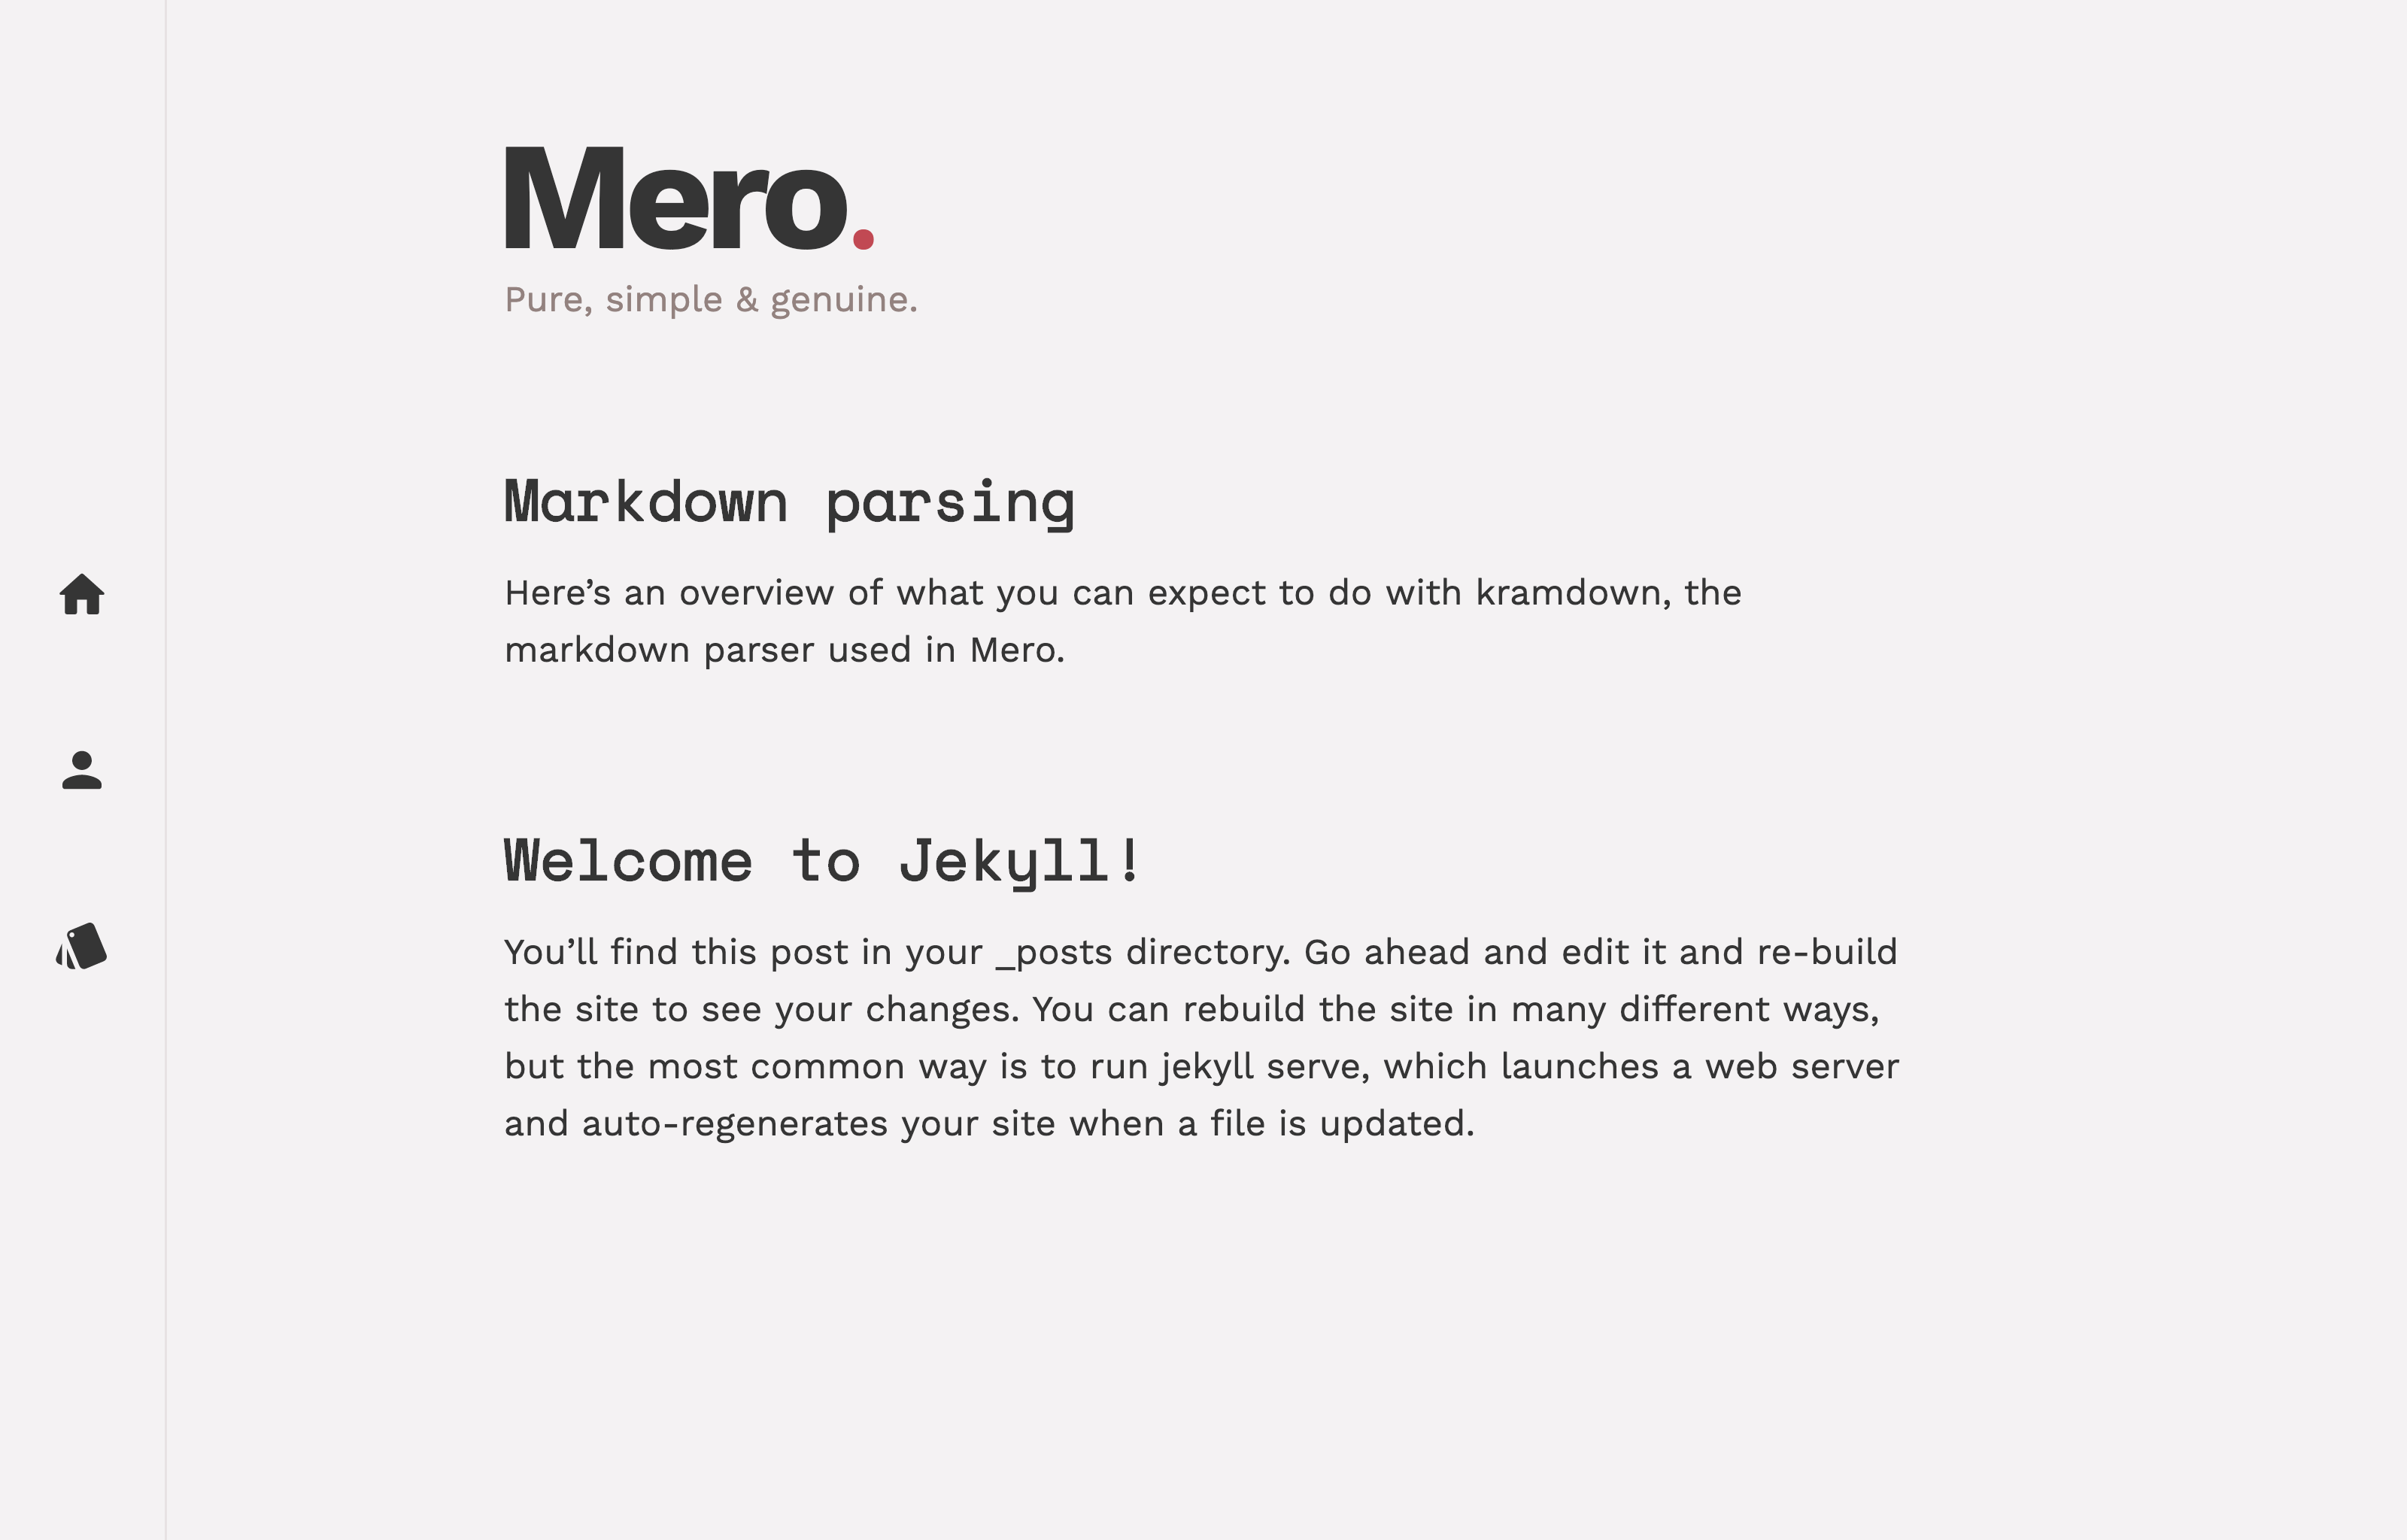 Mero.
Pure, simple & genuine.
Markdown parsing
Here’s an overview of what you can expect to do with kramdown, the
markdown parser used in Mero.
Welcome to Jekyll!
You’ll find this post in your _posts directory. Go ahead and edit it and re-build
the site to see your changes. You can rebuild the site in many different ways,
but the most common way is to run jekyll serve, which launches a web server
and auto-regenerates your site when a file is updated.